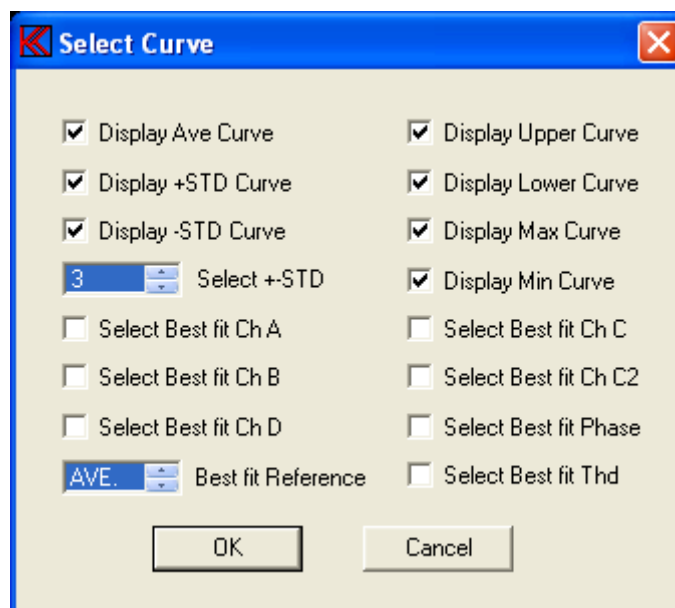 Select Curve
Display Ave Curve
Display Upper Curve
Display +STD Curve
Display Lower Curve
Display -STD Curve
Display Max Curve
3 Select +-STD
Display Min Curve
Select Best fit Ch A
Select Best fit Ch C
Select Best fit Ch B
Select Best fit Ch C2
Select Best fit Ch D
Select Best fit Phase
AVE. Best fit Reference
Select Best fit Thd
OK
Cancel